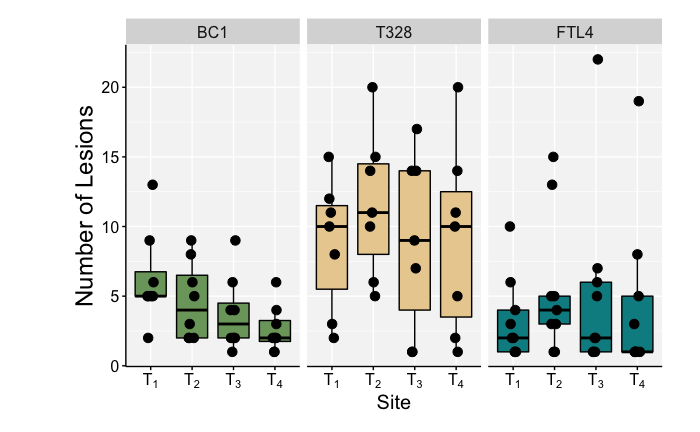 BC1 T328 FTL4
Number of Lesions
20
15
10
5
0
T₁ T₂ T₃ T₄ T₁ T₂ T₃ T₄ T₁ T₂ T₃ T₄
Site